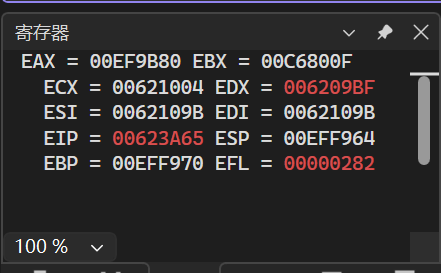 寄存器
EAX = 00EF9B80 EBX = 00C6800F
ECX = 00621004 EDX = 006209BF
ESI = 0062109B EDI = 0062109B
EIP = 00623A65 ESP = 00EFF964
EBP = 00EFF970 EFL = 00000282
100 %